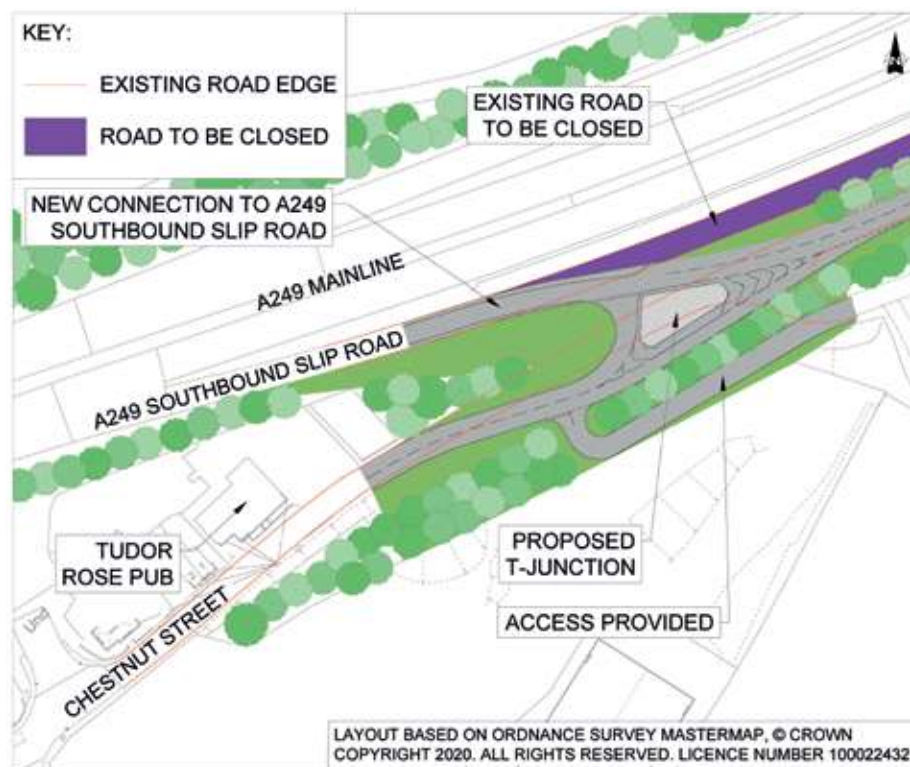 KEY:
EXISTING ROAD EDGE
ROAD TO BE CLOSED
N
EXISTING ROAD
TO BE CLOSED
NEW CONNECTION TO A249
SOUTHBOUND SLIP ROAD
A249 MAINLINE
A249 SOUTHBOUND SLIP ROAD
TUDOR
ROSE PUB
PROPOSED
T-JUNCTION
ACCESS PROVIDED
Und
CHESTNUT STREET
LAYOUT BASED ON ORDNANCE SURVEY MASTERMAP, © CROWN
COPYRIGHT 2020. ALL RIGHTS RESERVED. LICENCE NUMBER 100022432